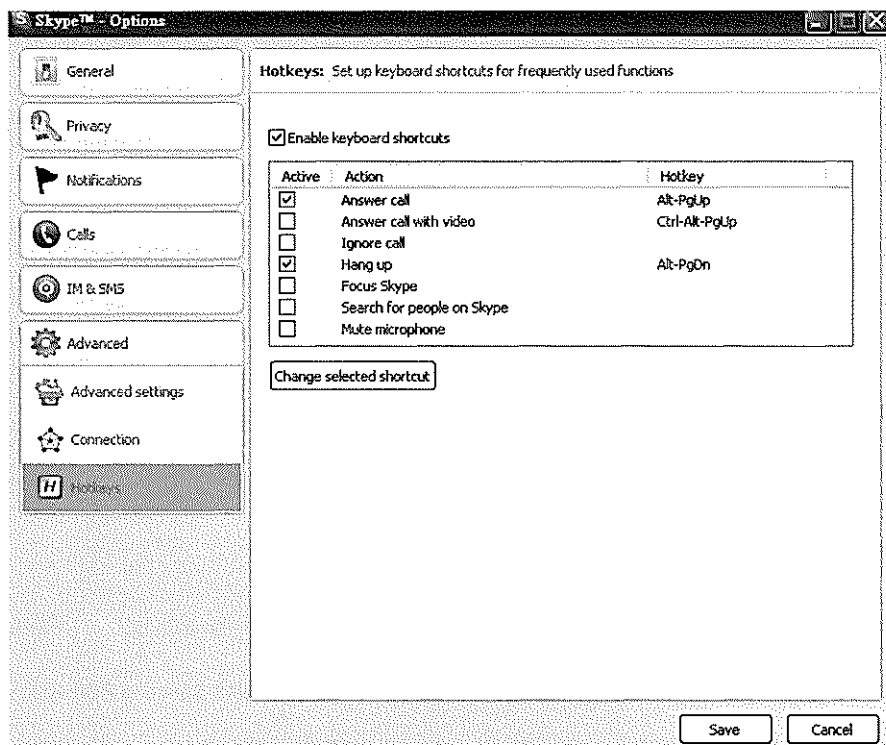 Skype™ - Options
General
Privacy
Notifications
Calls
IM & SMS
Advanced
Advanced settings
Connection
Hotkeys
Hotkeys: Set up keyboard shortcuts for frequently used functions
Enable keyboard shortcuts
Active Action Hotkey
Answer call Alt-PgUp
Answer call with video Ctrl-Alt-PgUp
Ignore call
Hang up Alt-PgDn
Focus Skype
Search for people on Skype
Mute microphone
Change selected shortcut
Save Cancel